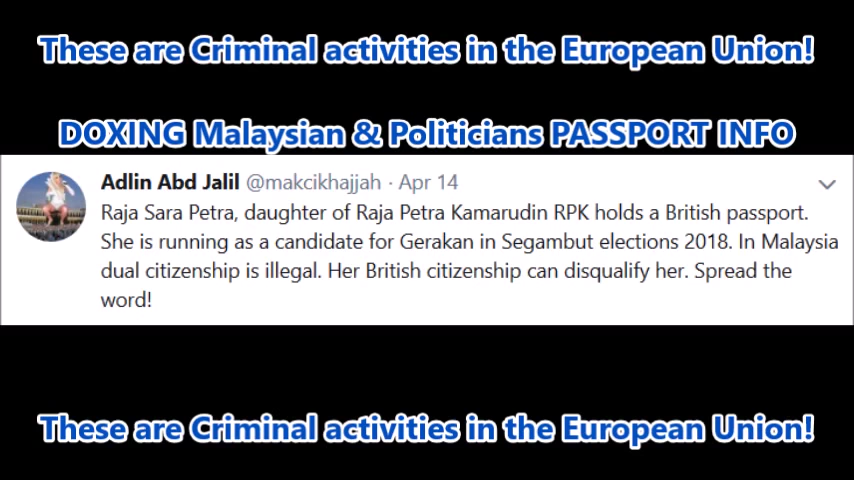 These are Criminal activities in the European Union!
DOXING Malaysian & Politicians PASSPORT INFO
Adlin Abd Jalil @makcikhajjah · Apr 14
Raja Sara Petra, daughter of Raja Petra Kamarudin RPK holds a British passport.
She is running as a candidate for Gerakan in Segambut elections 2018. In Malaysia
dual citizenship is illegal. Her British citizenship can disqualify her. Spread the
word!
These are Criminal activities in the European Union!